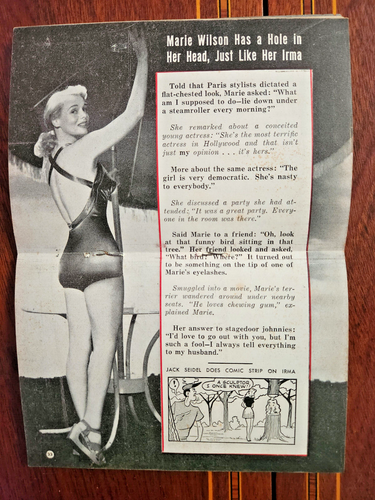 Marie Wilson Has a Hole in
Her Head, Just Like Her Irma
Told that Paris stylists dictated a
flat-chested look, Marie asked: "What
am I supposed to do—lie down under
a steamroller every morning?"
She remarked about a conceited
young actress: "She's the most terrific
actress in Hollywood and that isn't
just my opinion . . . it's hers."
More about the same actress: "The
girl is very democratic. She's nasty
to everybody."
She discussed a party she had at-
tended: "It was a great party. Every-
one in the room was there."
Said Marie to a friend: "Oh, look
at that funny bird sitting in that
tree." Her friend looked and asked,
"What bird? Where?" It turned out
to be something on the tip of one of
Marie's eyelashes.
Smuggled into a movie, Marie's ter-
rier wandered around under nearby
seats. "He loves chewing gum," ex-
plained Marie.
Her answer to stagedoor johnnies:
"I'd love to go out with you, but I'm
such a fool—I always tell everything
to my husband."
JACK SEIDEL DOES COMIC STRIP ON IRMA
A SCULPTOR
I ONCE KNEW!